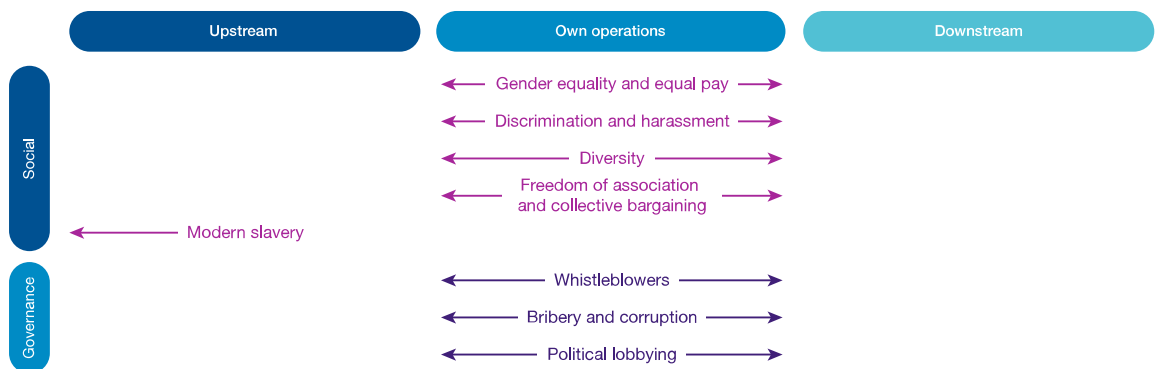 Upstream
Own operations
Downstream
Social
Gender equality and equal pay
Discrimination and harassment
Diversity
Freedom of association
and collective bargaining
Modern slavery
Governance
Whistleblowers
Bribery and corruption
Political lobbying